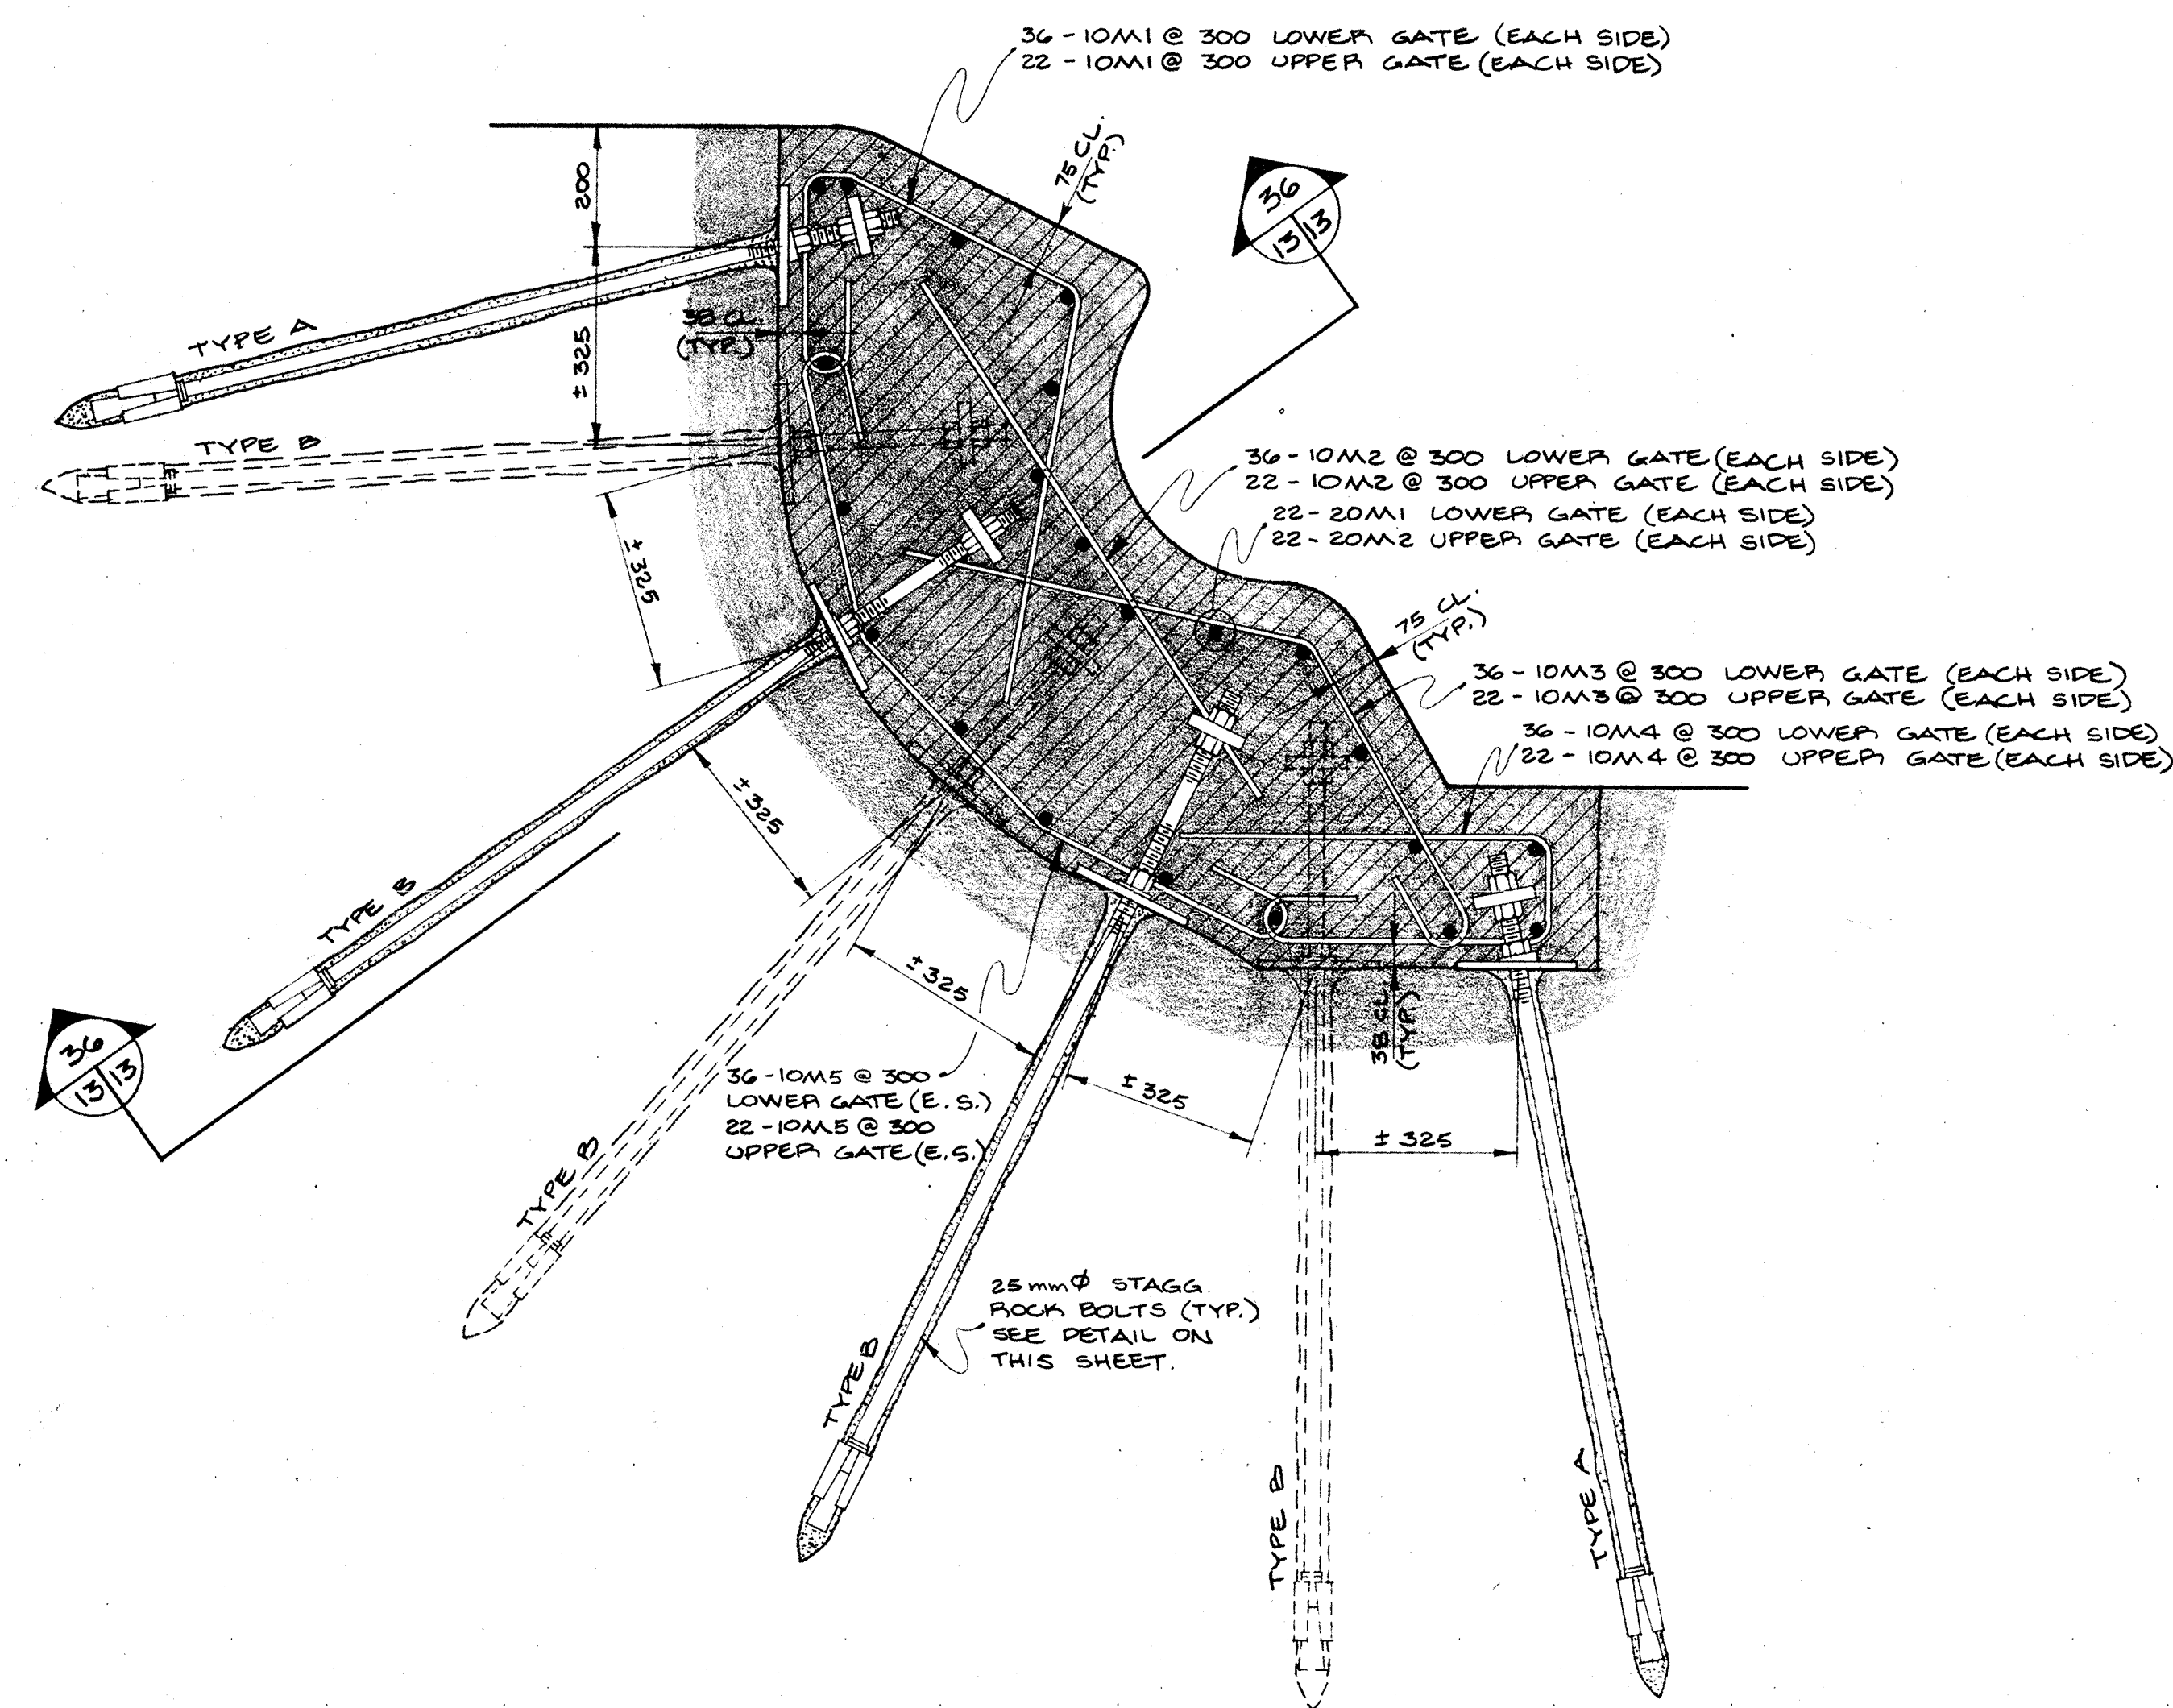 36 - 10M1 @ 300 LOWER GATE (EACH SIDE)
22 - 10M1 @ 300 UPPER GATE (EACH SIDE)
75 CL.
(TYP.)
36
13 13
200
± 325
38 CL.
(TYP.)
TYPE A
TYPE B
± 325
36 - 10M2 @ 300 LOWER GATE (EACH SIDE)
22 - 10M2 @ 300 UPPER GATE (EACH SIDE)
22 - 20M1 LOWER GATE (EACH SIDE)
22 - 20M2 UPPER GATE (EACH SIDE)
75 CL.
(TYP.)
36 - 10M3 @ 300 LOWER GATE (EACH SIDE)
22 - 10M3 @ 300 UPPER GATE (EACH SIDE)
36 - 10M4 @ 300 LOWER GATE (EACH SIDE)
22 - 10M4 @ 300 UPPER GATE (EACH SIDE)
± 325
TYPE B
± 325
38 CL.
(TYP.)
36
13 13
36 - 10M5 @ 300
LOWER GATE (E.S.)
22 - 10M5 @ 300
UPPER GATE (E.S.)
± 325
± 325
TYPE B
25mmØ STAGG.
ROCK BOLTS (TYP.)
SEE DETAIL ON
THIS SHEET.
TYPE B
TYPE B
TYPE A